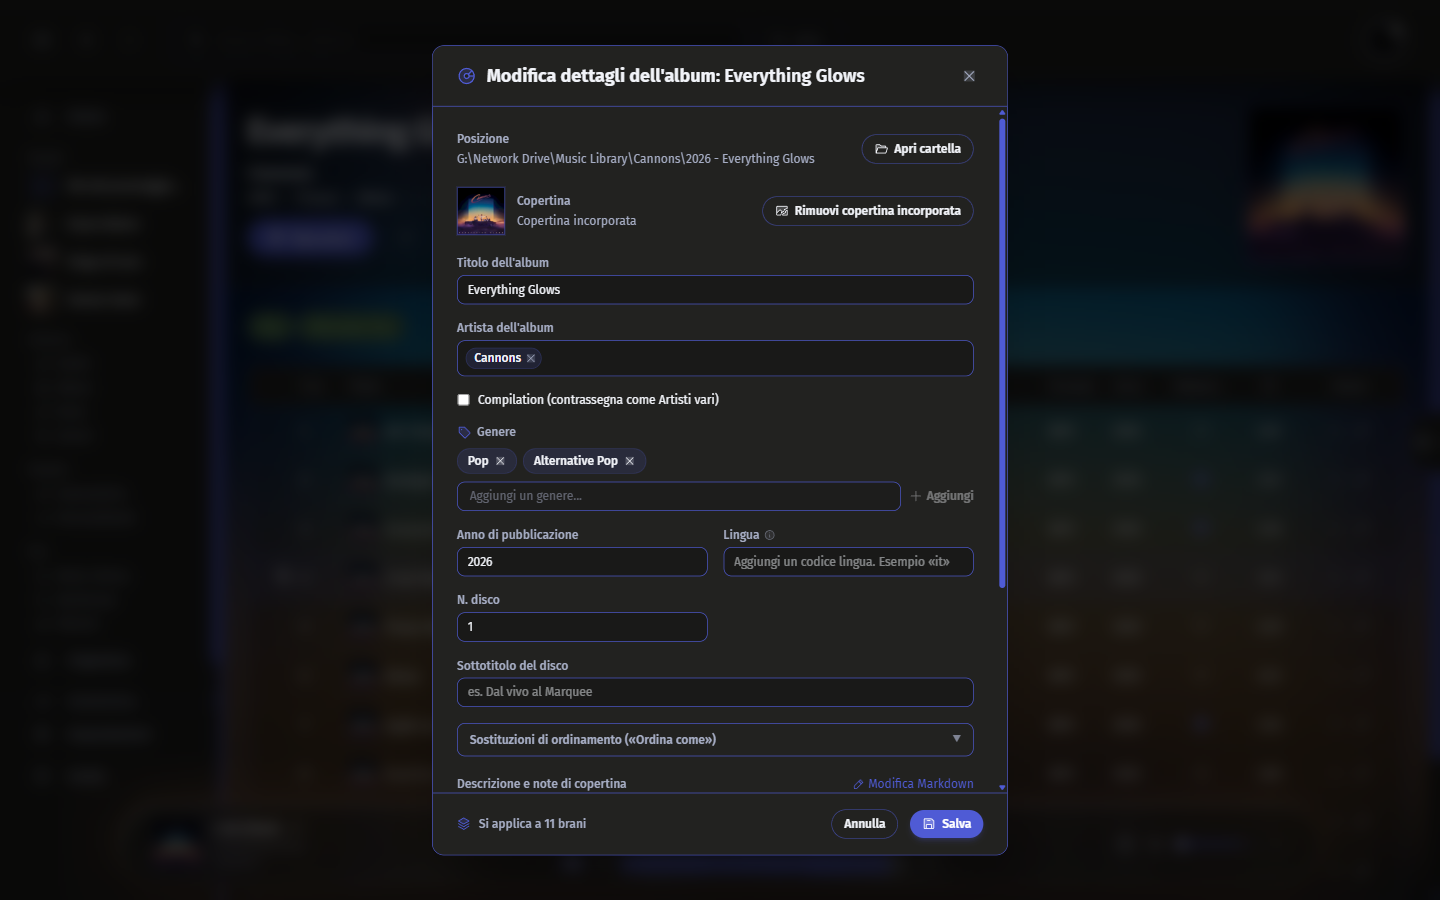 Modifica dettagli dell'album: Everything Glows
Posizione
G:\Network Drive\Music Library\Cannons\2026 - Everything Glows
Apri cartella
Copertina
Copertina incorporata
Rimuovi copertina incorporata
Titolo dell'album
Everything Glows
Artista dell'album
Cannons
Compilation (contrassegna come Artisti vari)
Genere
Pop
Alternative Pop
Aggiungi un genere...
Aggiungi
Anno di pubblicazione
Lingua
2026
Aggiungi un codice lingua. Esempio «it»
N. disco
1
Sottotitolo del disco
es. Dal vivo al Marquee
Sostituzioni di ordinamento («Ordina come»)
Descrizione e note di copertina
Modifica Markdown
Si applica a 11 brani
Annulla
Salva